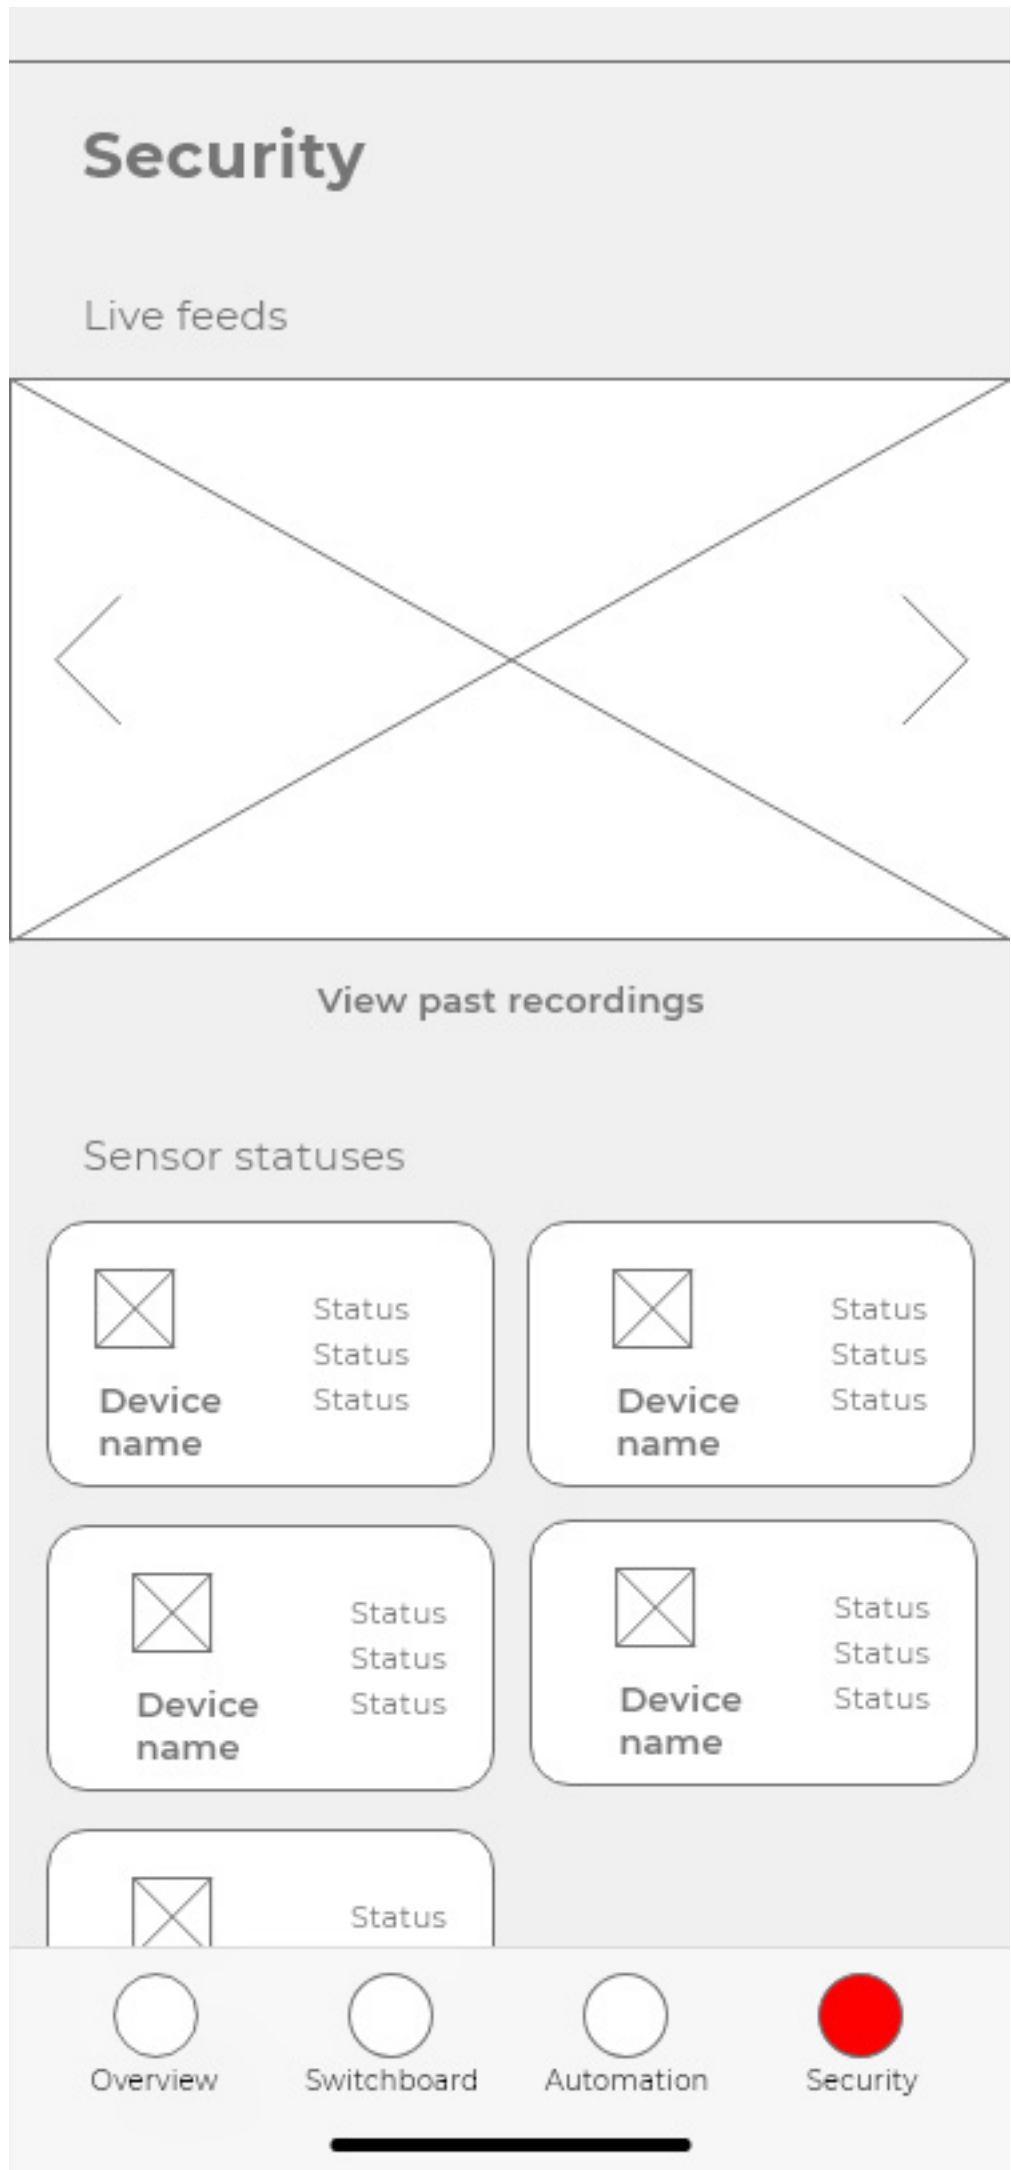 Security
Live feeds
View past recordings
Sensor statuses
Status
Status
Status
Device
name
Status
Status
Status
Device
name
Status
Status
Status
Device
name
Status
Status
Status
Device
name
Status
Overview
Switchboard
Automation
Security